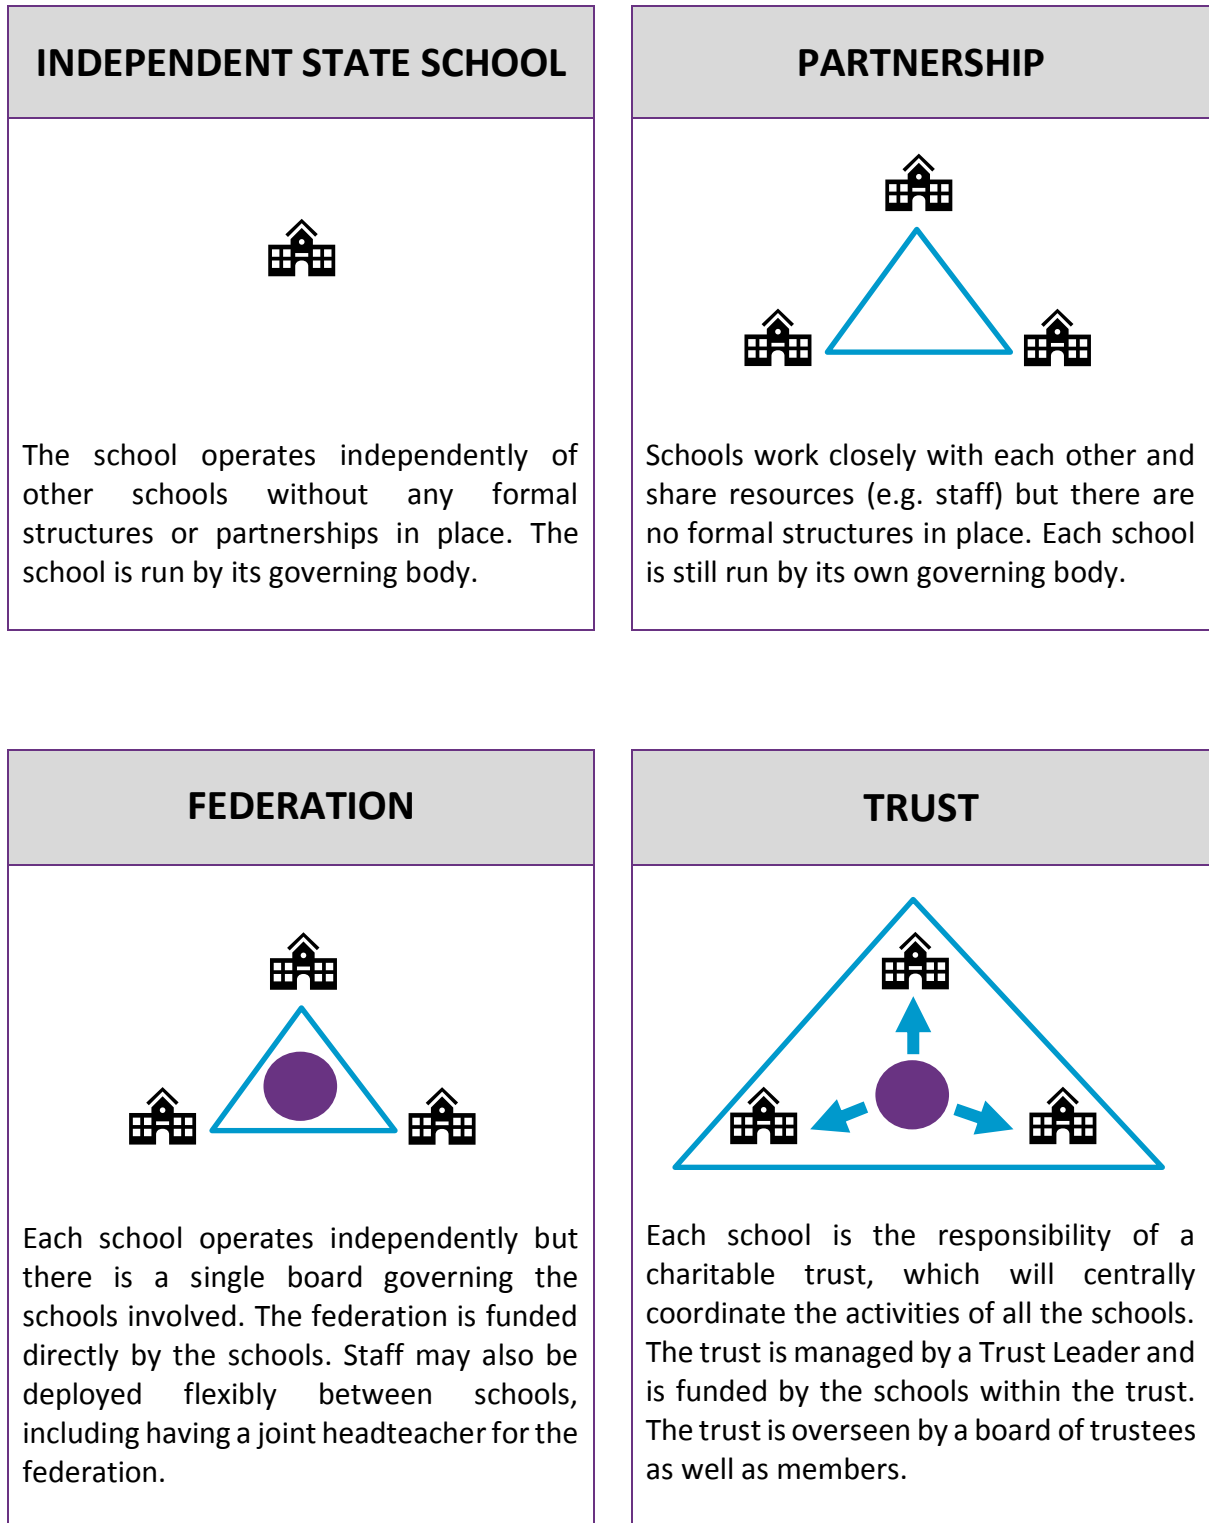 INDEPENDENT STATE SCHOOL
The school operates independently of
other schools without any formal
structures or partnerships in place. The
school is run by its governing body.
PARTNERSHIP
Schools work closely with each other and
share resources (e.g. staff) but there are
no formal structures in place. Each school
is still run by its own governing body.
FEDERATION
Each school operates independently but
there is a single board governing the
schools involved. The federation is funded
directly by the schools. Staff may also be
deployed flexibly between schools,
including having a joint headteacher for the
federation.
TRUST
Each school is the responsibility of a
charitable trust, which will centrally
coordinate the activities of all the schools.
The trust is managed by a Trust Leader and
is funded by the schools within the trust.
The trust is overseen by a board of trustees
as well as members.